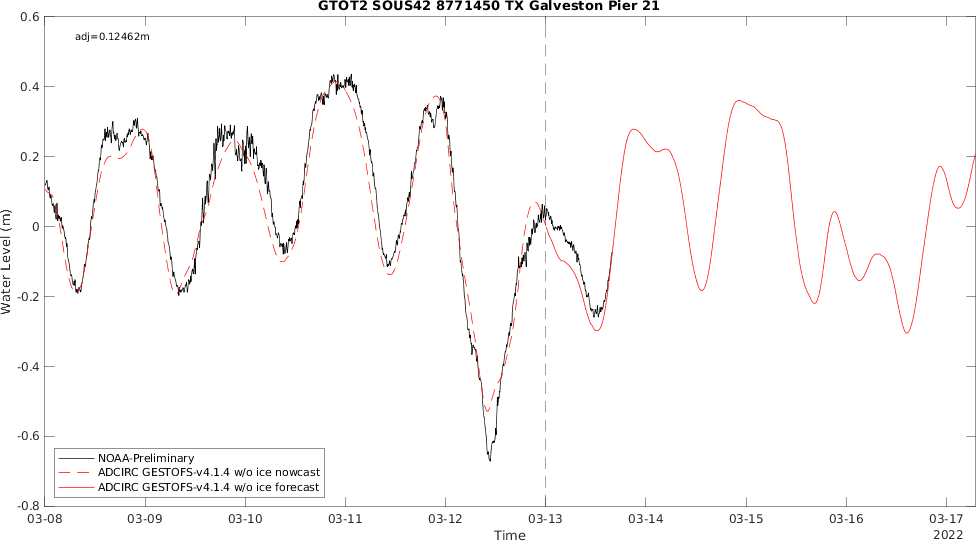 GTOT2 SOUS42 8771450 TX Galveston Pier 21
adj=0.12462m
0.6
0.4
0.2
0
-0.2
-0.4
-0.6
-0.8
Water Level (m)
NOAA-Preliminary
ADCIRC GESTOFS-v4.1.4 w/o ice nowcast
ADCIRC GESTOFS-v4.1.4 w/o ice forecast
03-08 03-09 03-10 03-11 03-12 03-13 03-14 03-15 03-16 03-17
Time
2022